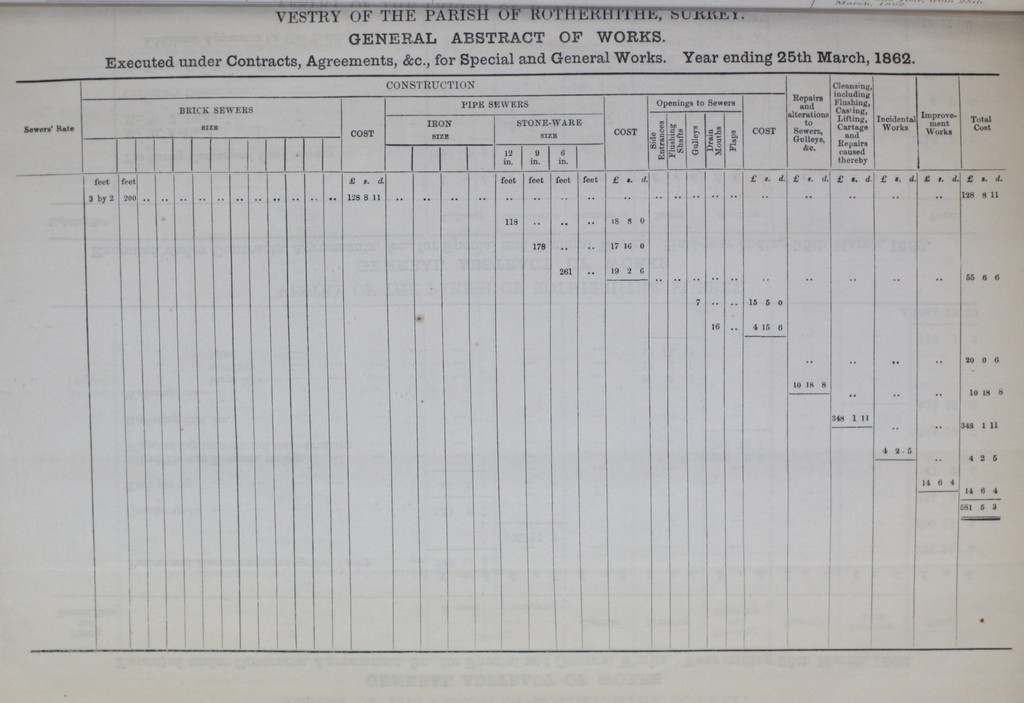 VESTRY OF THE PARISH OF ROTHERHITHE, SURREY.
GENERAL ABSTRACT OF WORKS.
Executed under Contracts, Agreements, &c., for Special and General Works. Year ending 25th March, 1862.
Sewers' Rate
CONSTRUCTION
BRICK SEWERS
SIZE
COST
PIPE SEWERS
IRON
SIZE
STONE-WARE
SIZE
12 in. 9 in. 6 in.
COST
Openings to Sewers
Side Entrances
Flushing Shafts
Gulleys
Drain Mouths
Flaps
COST
Repairs and alterations to Sewers, Gulleys, &c.
Cleansing, including Flushing, Casing, Lifting, Cartage and Repairs caused thereby
Incidental Works
Improvement Works
Total Cost
feet feet £ s. d. feet feet feet feet £ s. d. £ s. d. £ s. d. £ s. d. £ s. d. £ s. d. £ s. d.
3 by 2 200 .. .. .. .. .. .. .. .. .. .. .. 128 8 11 .. .. .. .. .. .. .. .. .. .. .. .. .. .. .. .. .. .. .. 128 8 11
118 .. .. .. 18 8 0
178 .. .. 17 16 0
261 .. 19 2 6 .. .. .. .. .. .. .. .. .. .. 55 6 6
7 .. .. 15 5 0
16 .. 4 15 6
.. .. .. .. 20 0 6
10 18 8 .. .. .. 10 18 8
348 1 11 .. .. 348 1 11
4 2 5 .. 4 2 5
14 6 4 14 6 4
581 5 3